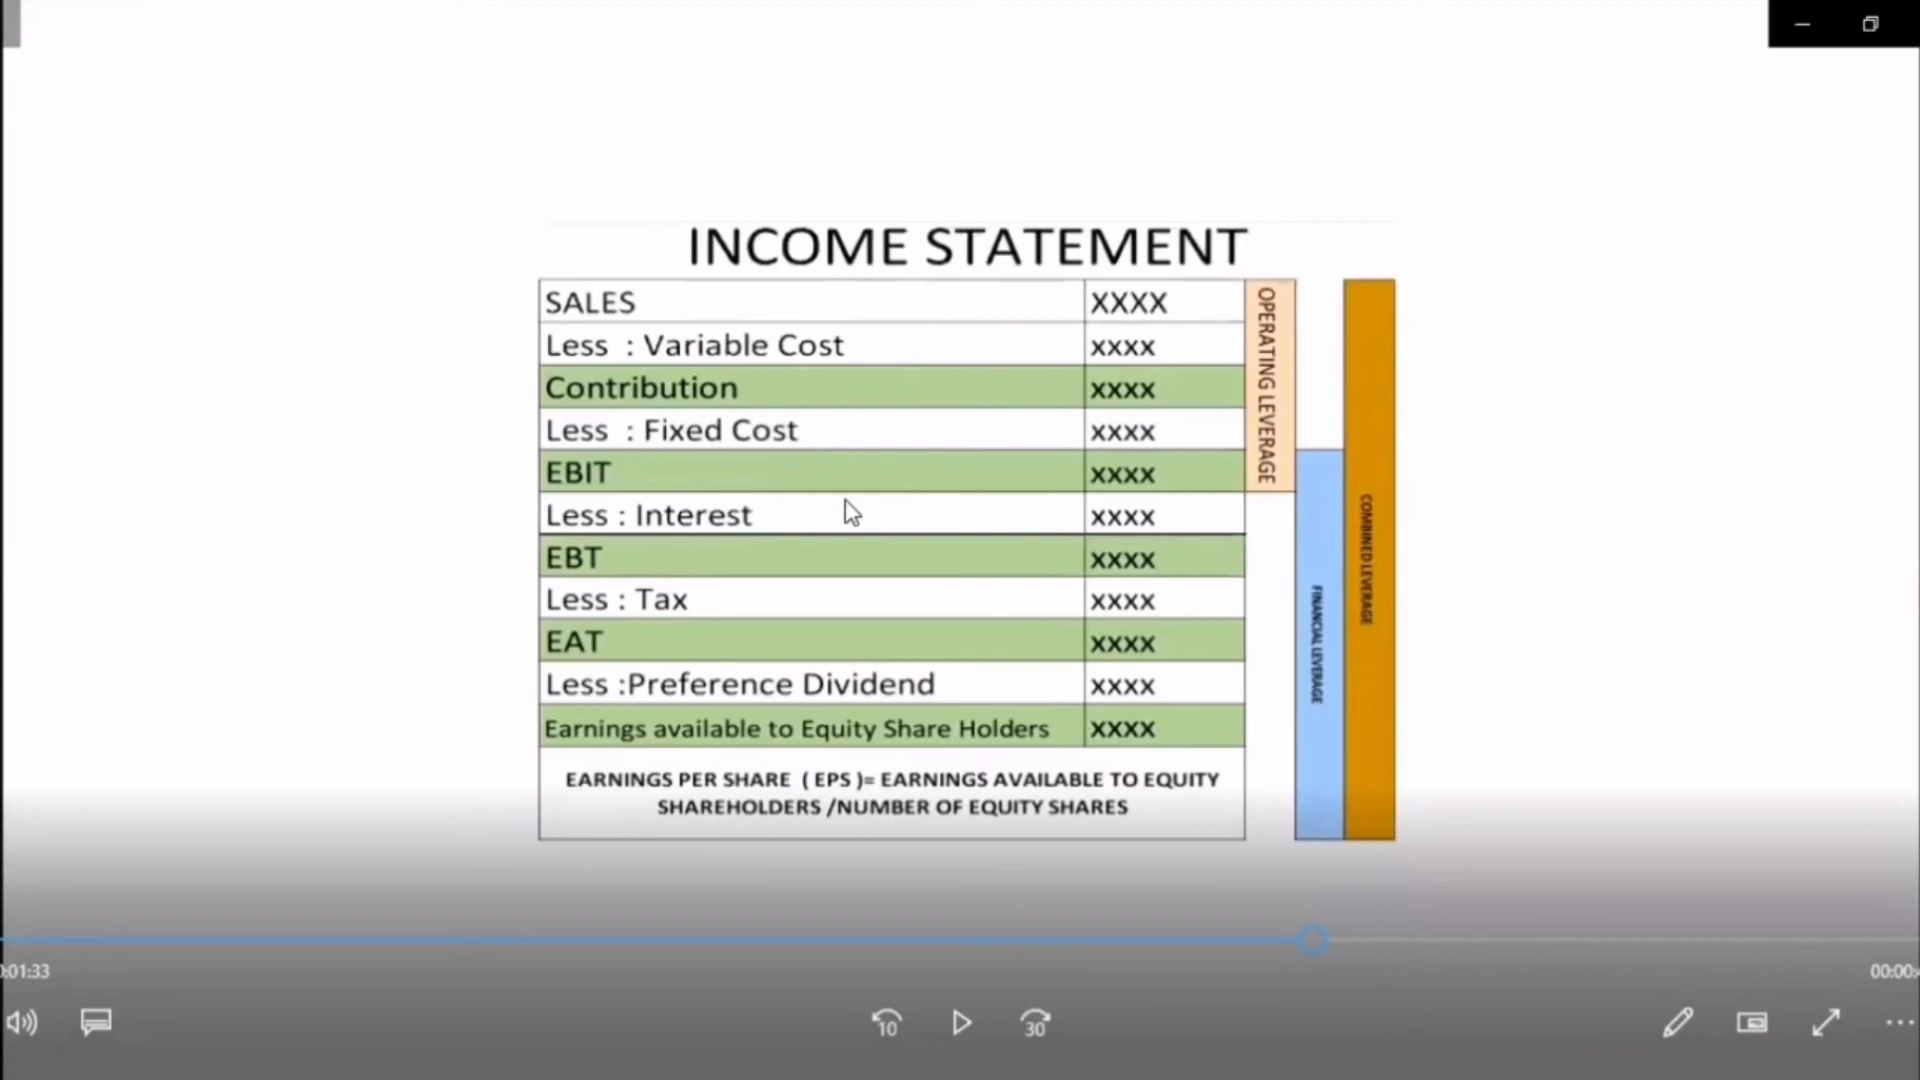 INCOME STATEMENT
SALES XXXX
Less : Variable Cost xxxx
Contribution xxxx
Less : Fixed Cost xxxx
EBIT xxxx
Less : Interest xxxx
EBT xxxx
Less : Tax xxxx
EAT xxxx
Less :Preference Dividend xxxx
Earnings available to Equity Share Holders XXXX
EARNINGS PER SHARE ( EPS )= EARNINGS AVAILABLE TO EQUITY
SHAREHOLDERS /NUMBER OF EQUITY SHARES
OPERATING LEVERAGE
FINANCIAL LEVERAGE
COMBINED LEVERAGE
:01:33
00:00:
10
30